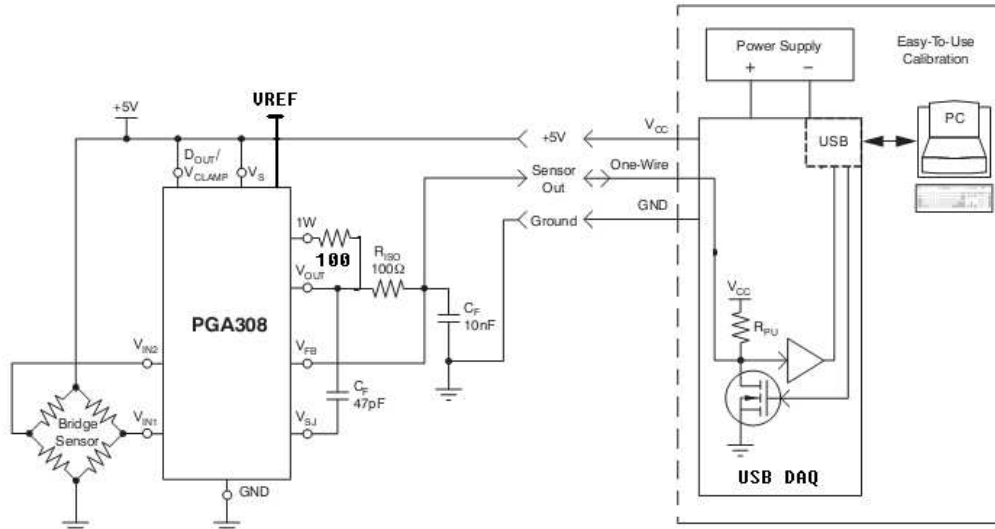 Power Supply
+ −
Easy-To-Use
Calibration
PC
USB
VREF
+5V
DOUT/
VCLAMP
VS
+5V
VCC
Sensor
Out
One-Wire
Ground
GND
1W
100
RISO
100Ω
VOUT
PGA308
CF
10nF
VCC
RPU
VIN2
VFB
CF
47pF
Bridge
Sensor
VIN1
VSJ
GND
USB DAQ